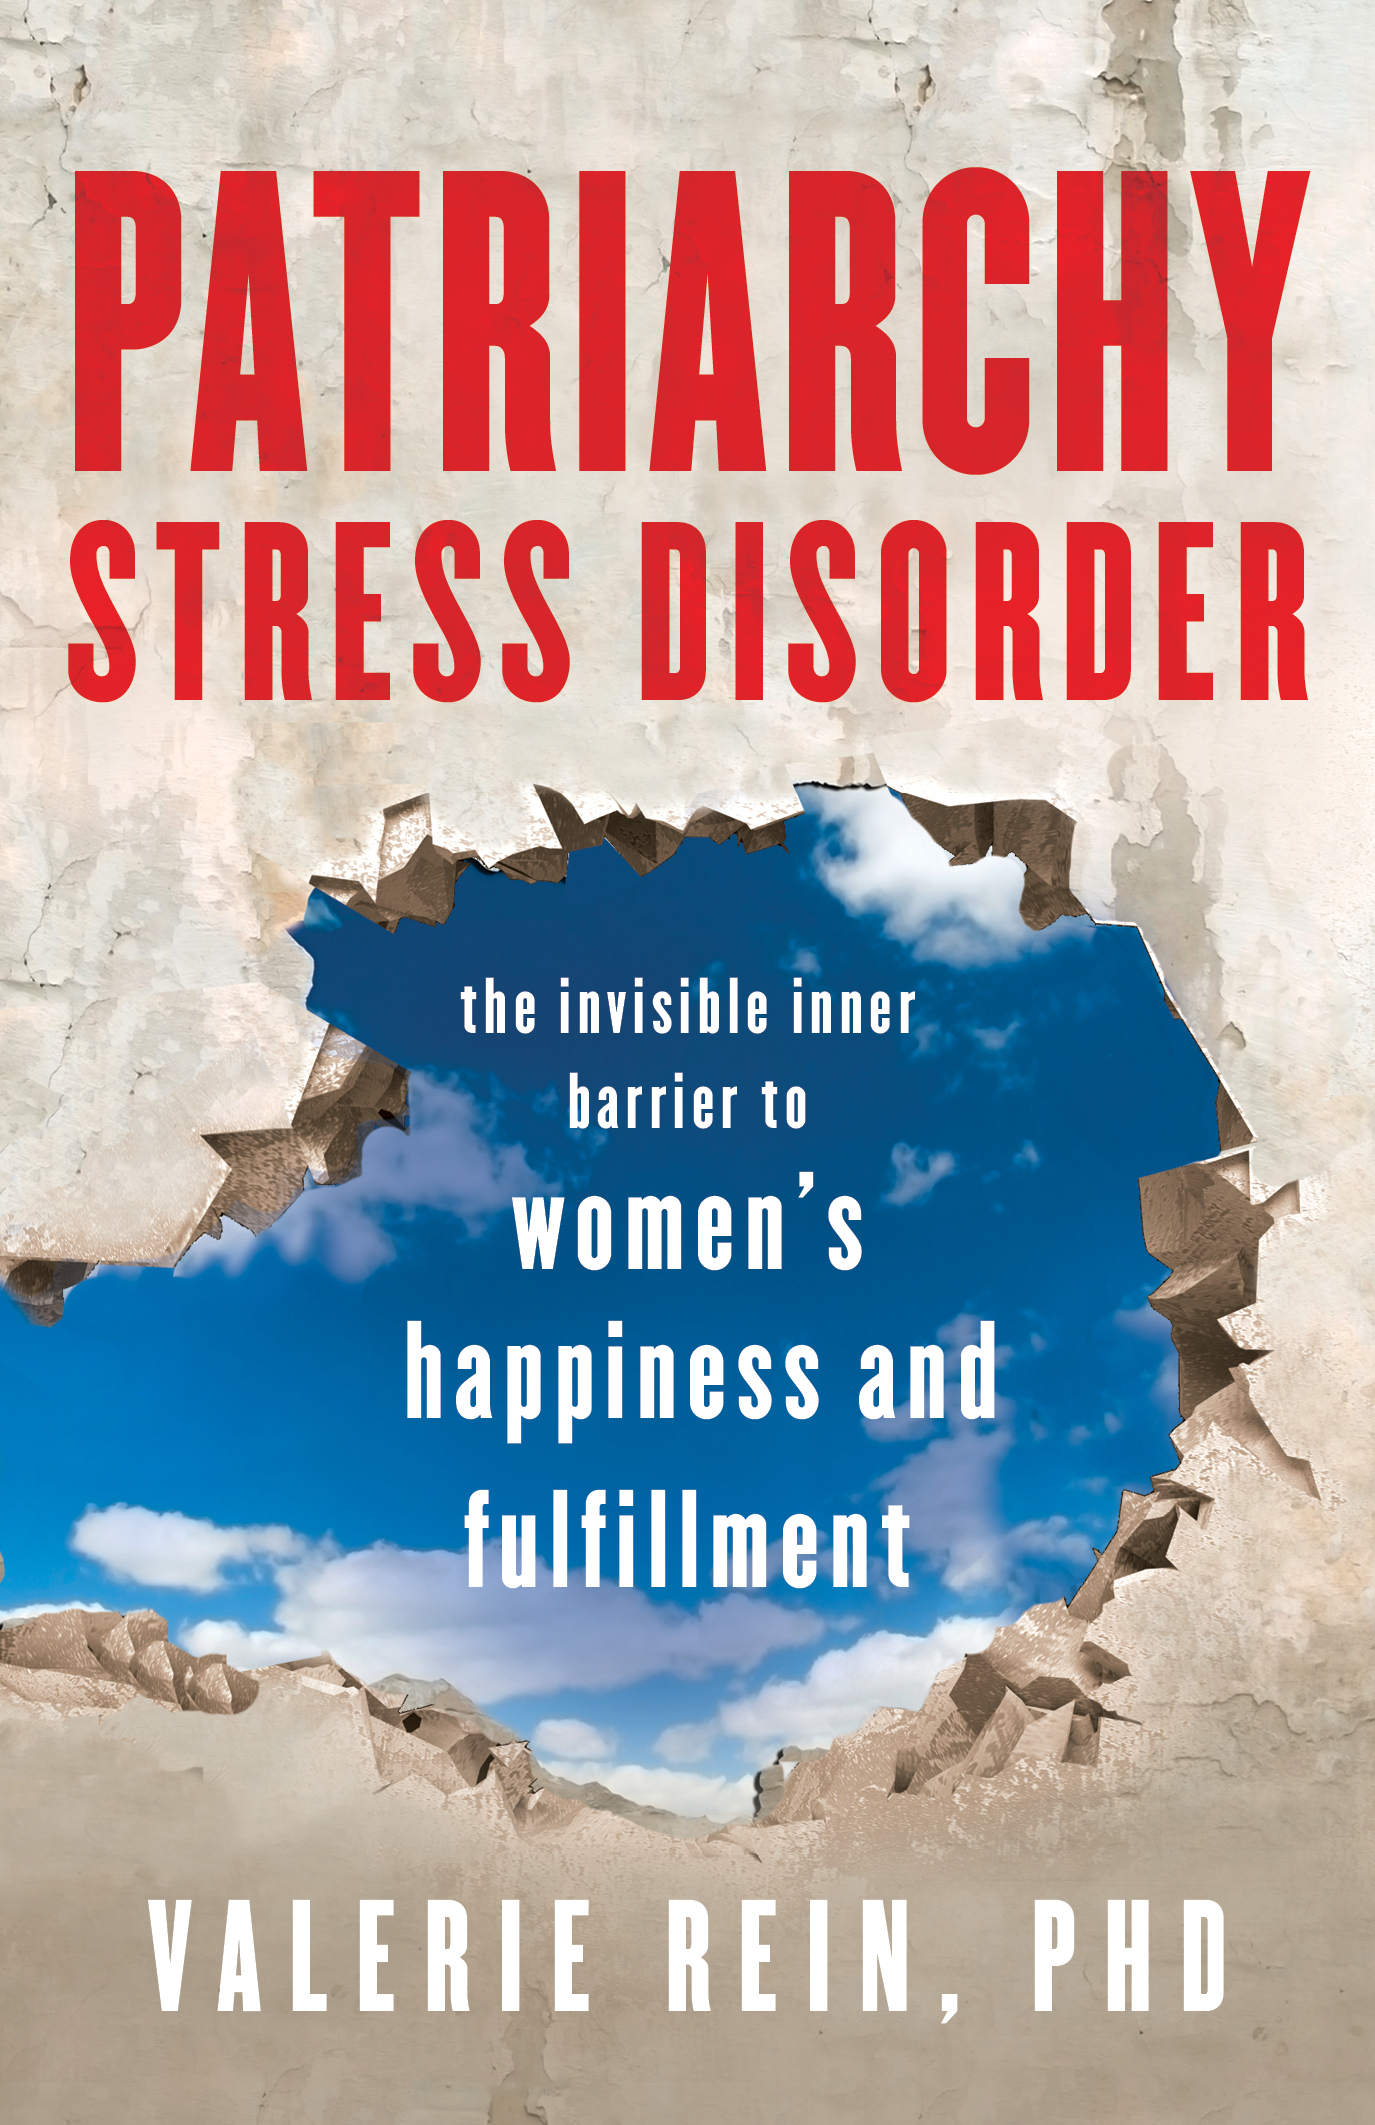 PATRIARCHY
STRESS DISORDER
the invisible inner
barrier to
women's
happiness and
fulfillment
VALERIE REIN, PHD